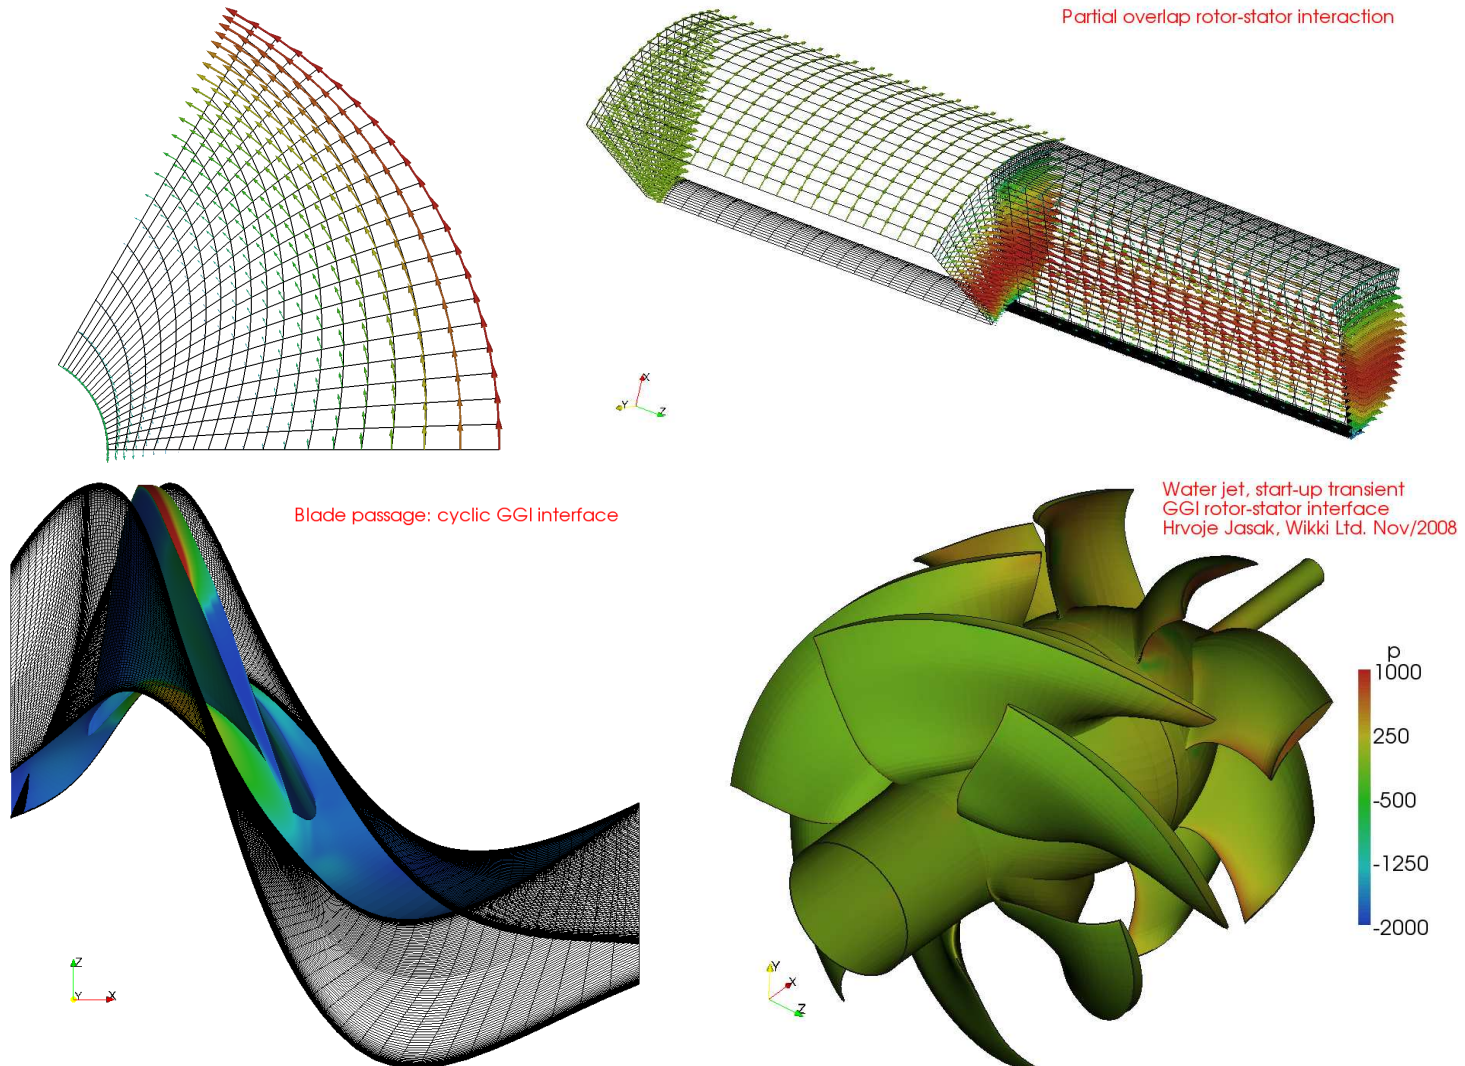 Partial overlap rotor-stator interaction
X
Y
Z
Blade passage: cyclic GGI interface
Z
Y
X
Water jet, start-up transient
GGI rotor-stator interface
Hrvoje Jasak, Wikki Ltd. Nov/2008
p
1000
250
-500
-1250
-2000
Y
X
Z